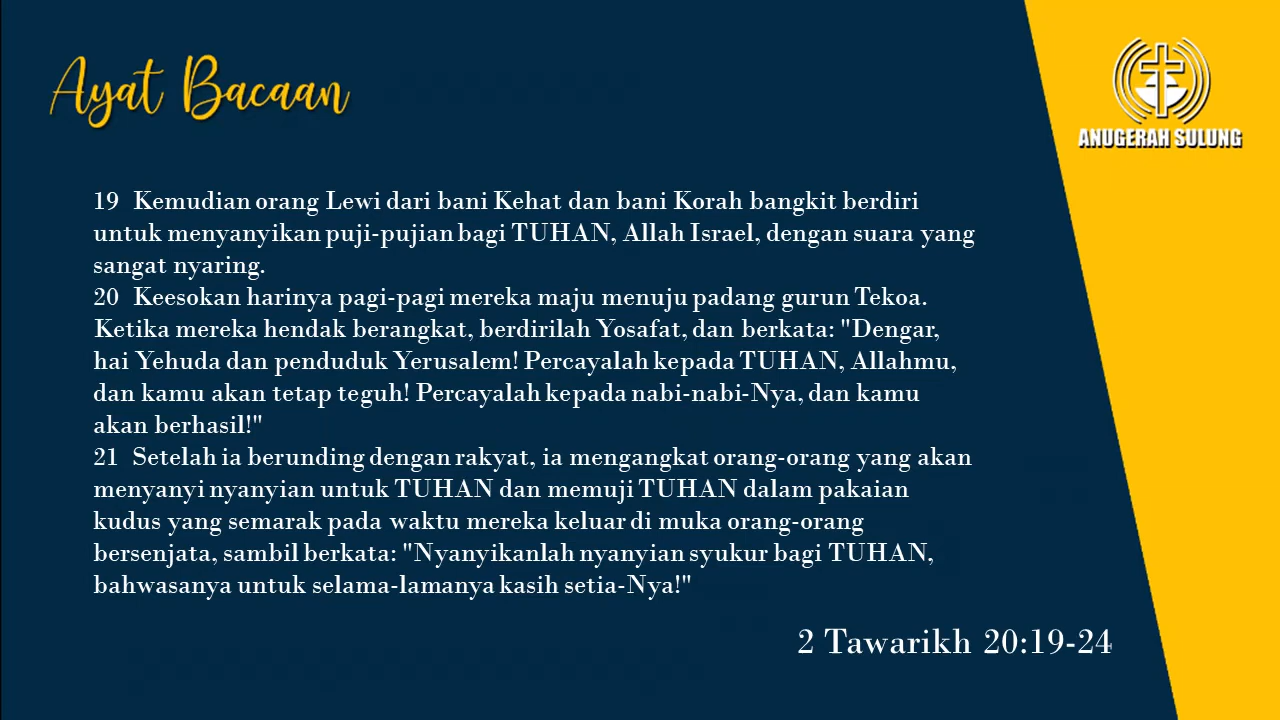 Ayat Bacaan
ANUGERAH SULUNG
19 Kemudian orang Lewi dari bani Kehat dan bani Korah bangkit berdiri
untuk menyanyikan puji-pujian bagi TUHAN, Allah Israel, dengan suara yang
sangat nyaring.
20 Keesokan harinya pagi-pagi mereka maju menuju padang gurun Tekoa.
Ketika mereka hendak berangkat, berdirilah Yosafat, dan berkata: "Dengar,
hai Yehuda dan penduduk Yerusalem! Percayalah kepada TUHAN, Allahmu,
dan kamu akan tetap teguh! Percayalah kepada nabi-nabi-Nya, dan kamu
akan berhasil!"
21 Setelah ia berunding dengan rakyat, ia mengangkat orang-orang yang akan
menyanyi nyanyian untuk TUHAN dan memuji TUHAN dalam pakaian
kudus yang semarak pada waktu mereka keluar di muka orang-orang
bersenjata, sambil berkata: "Nyanyikanlah nyanyian syukur bagi TUHAN,
bahwasanya untuk selama-lamanya kasih setia-Nya!"
2 Tawarikh 20:19-24